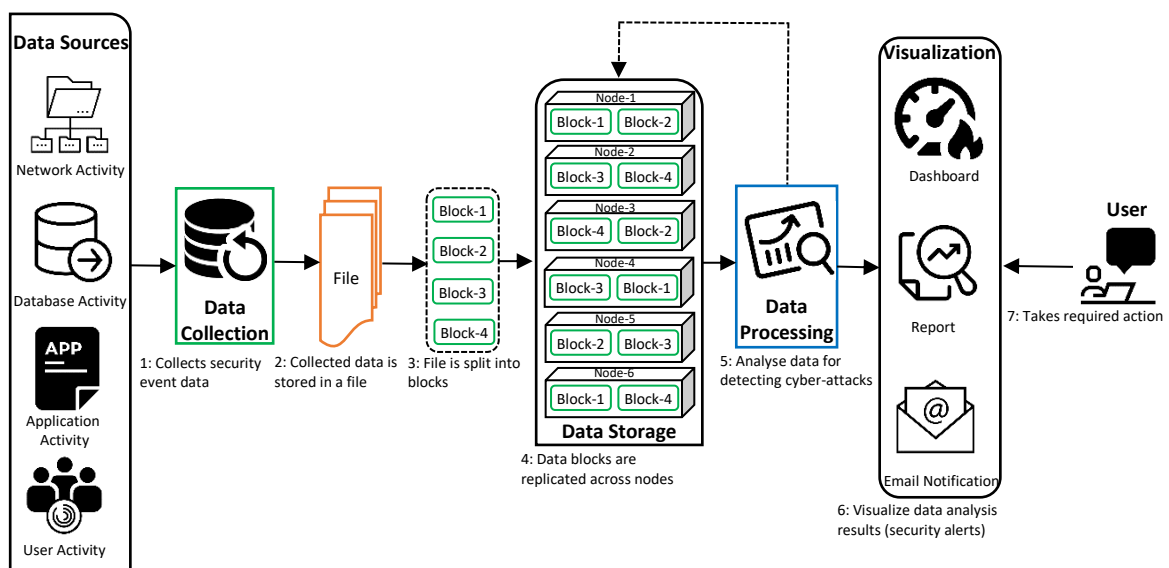 Data Sources
Network Activity
Database Activity
APP
Application
Activity
User Activity
Data
Collection
1: Collects security
event data
File
2: Collected data is
stored in a file
Block-1
Block-2
Block-3
Block-4
3: File is split into
blocks
Node-1
Block-1 Block-2
Node-2
Block-3 Block-4
Node-3
Block-4 Block-2
Node-4
Block-3 Block-1
Node-5
Block-2 Block-3
Node-6
Block-1 Block-4
Data Storage
4: Data blocks are
replicated across nodes
Data
Processing
5: Analyse data for
detecting cyber-attacks
Visualization
Dashboard
Report
@
Email Notification
6: Visualize data analysis
results (security alerts)
User
7: Takes required action